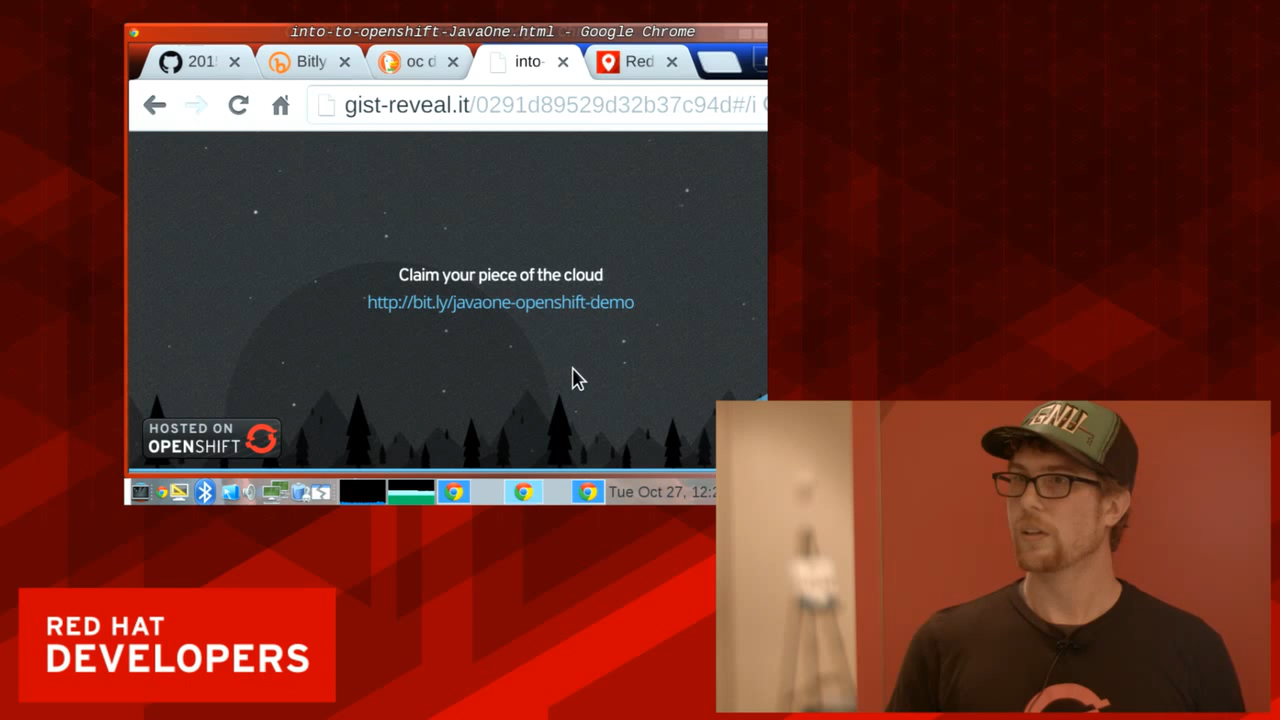 into-to-openshift-JavaOne.html - Google Chrome
201 Bitly oc d into- Red
gist-reveal.it/0291d89529d32b37c94d#/i
Claim your piece of the cloud
http://bit.ly/javaone-openshift-demo
HOSTED ON
OPENSHIFT
Tue Oct 27, 12:2
GNU
RED HAT
DEVELOPERS